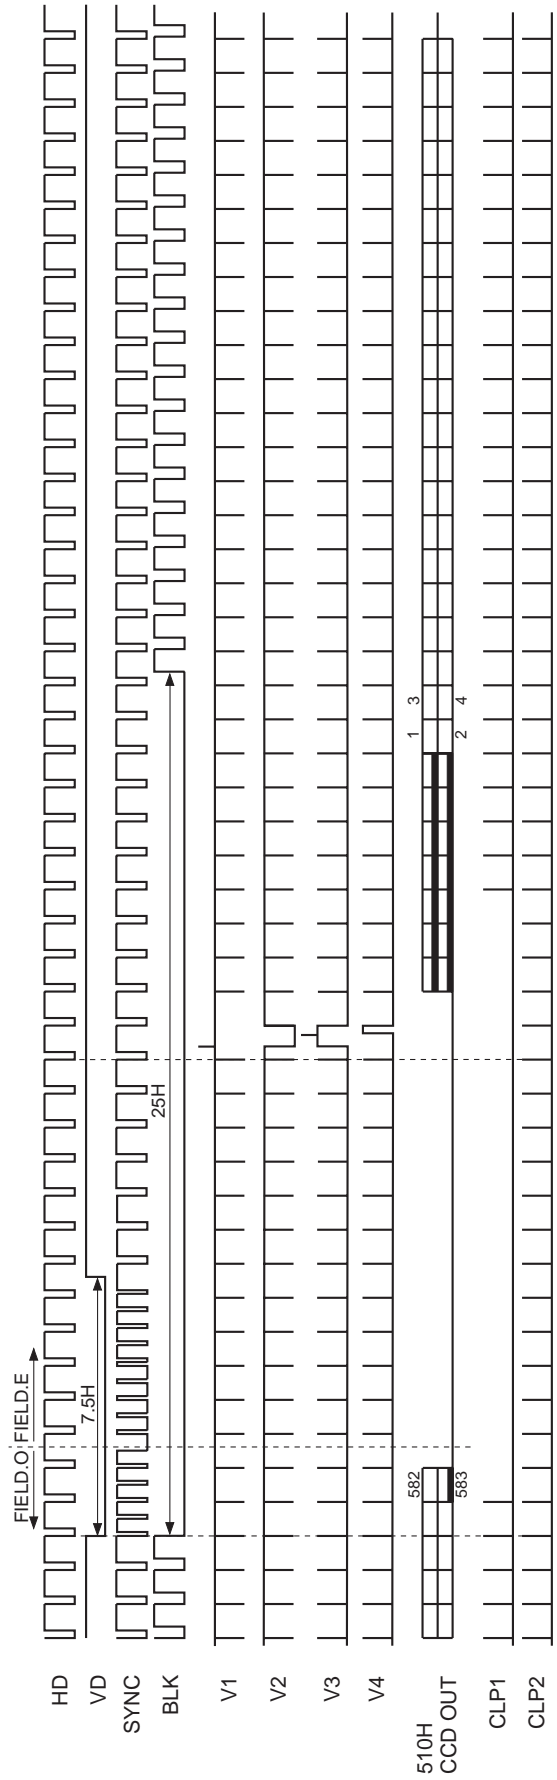 FIELD.O FIELD.E
HD
VD
7.5H
SYNC
BLK
25H
V1
V2
V3
V4
510H
CCD OUT
582
583
1 3
2 4
CLP1
CLP2